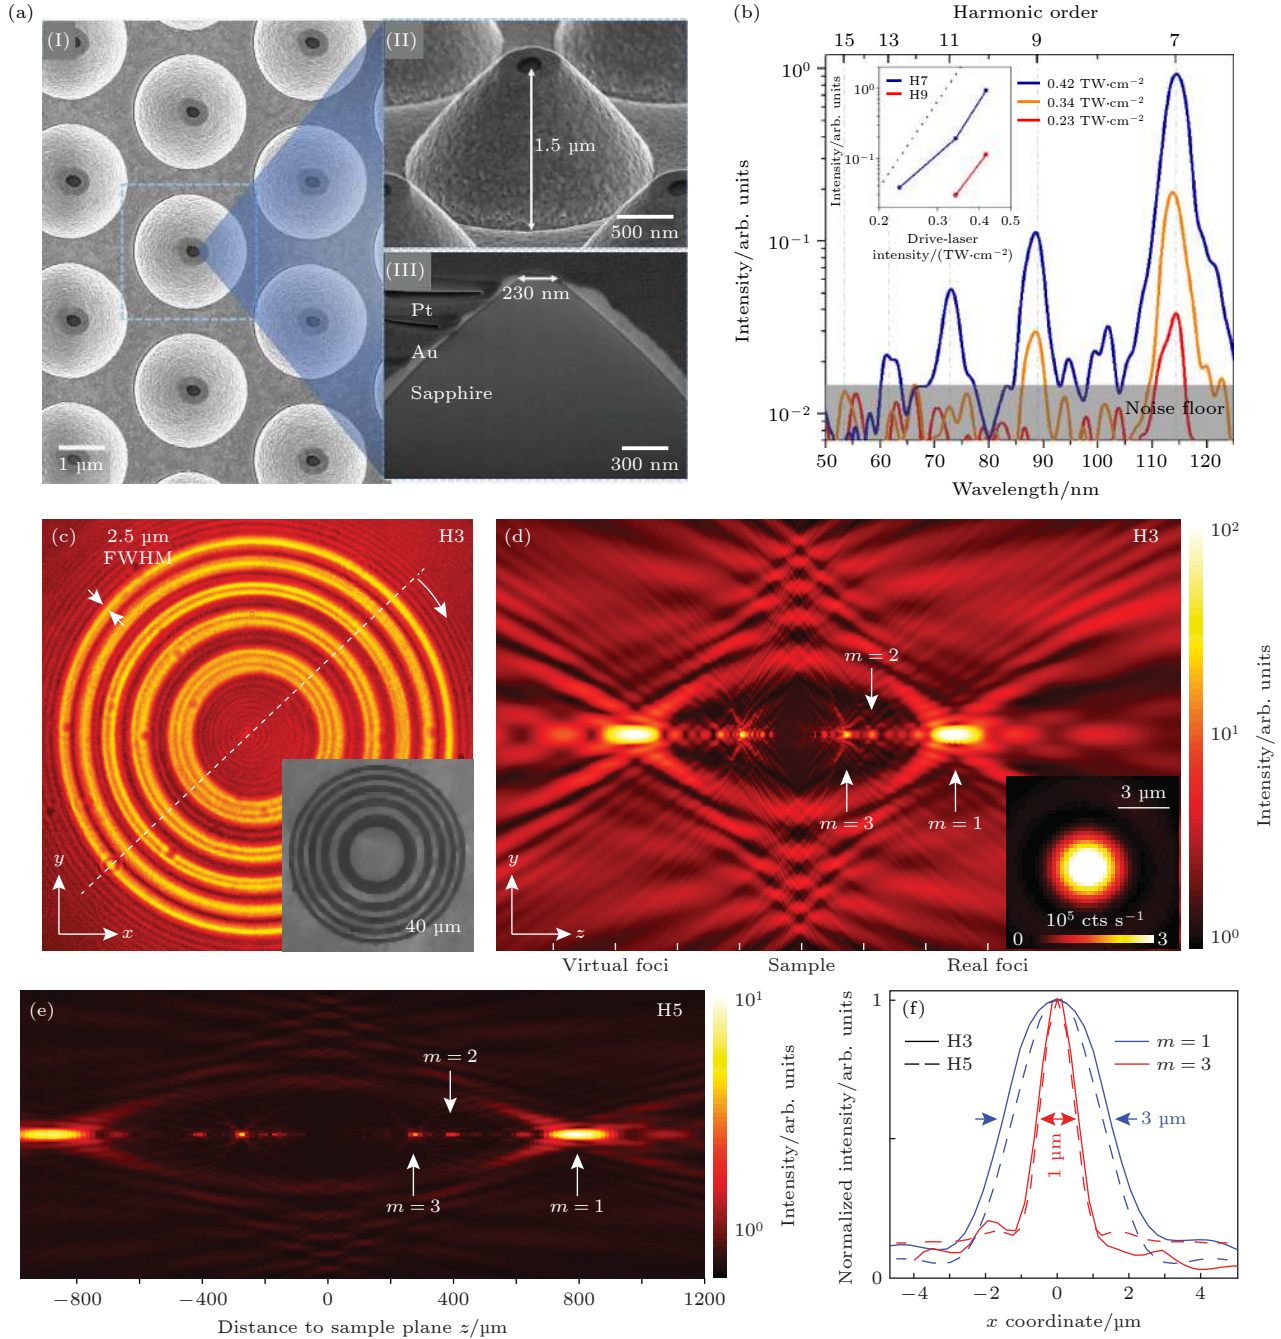 (a)
(I)
(II)
1.5 µm
500 nm
(III)
230 nm
Pt
Au
Sapphire
1 µm
300 nm
(b)
Harmonic order
15 13 11 9 7
10⁰
10⁻¹
10⁻²
Intensity/arb. units
H7
H9
10⁰
10⁻¹
Intensity/arb. units
0.2 0.3 0.4 0.5
Drive-laser
intensity/(TW·cm⁻²)
0.42 TW·cm⁻²
0.34 TW·cm⁻²
0.23 TW·cm⁻²
Noise floor
50 60 70 80 90 100 110 120
Wavelength/nm
(c)
2.5 µm
FWHM
H3
y
x
40 µm
(d)
H3
m = 2
m = 3
m = 1
y
z
3 µm
10⁵ cts s⁻¹
0 3
Virtual foci Sample Real foci
10²
10¹
10⁰
Intensity/arb. units
(e)
H5
m = 2
m = 3
m = 1
10¹
10⁰
Intensity/arb. units
−800 −400 0 400 800 1200
Distance to sample plane z/µm
(f)
1
0
Normalized intensity/arb. units
H3
H5
m = 1
m = 3
3 µm
1 µm
−4 −2 0 2 4
x coordinate/µm